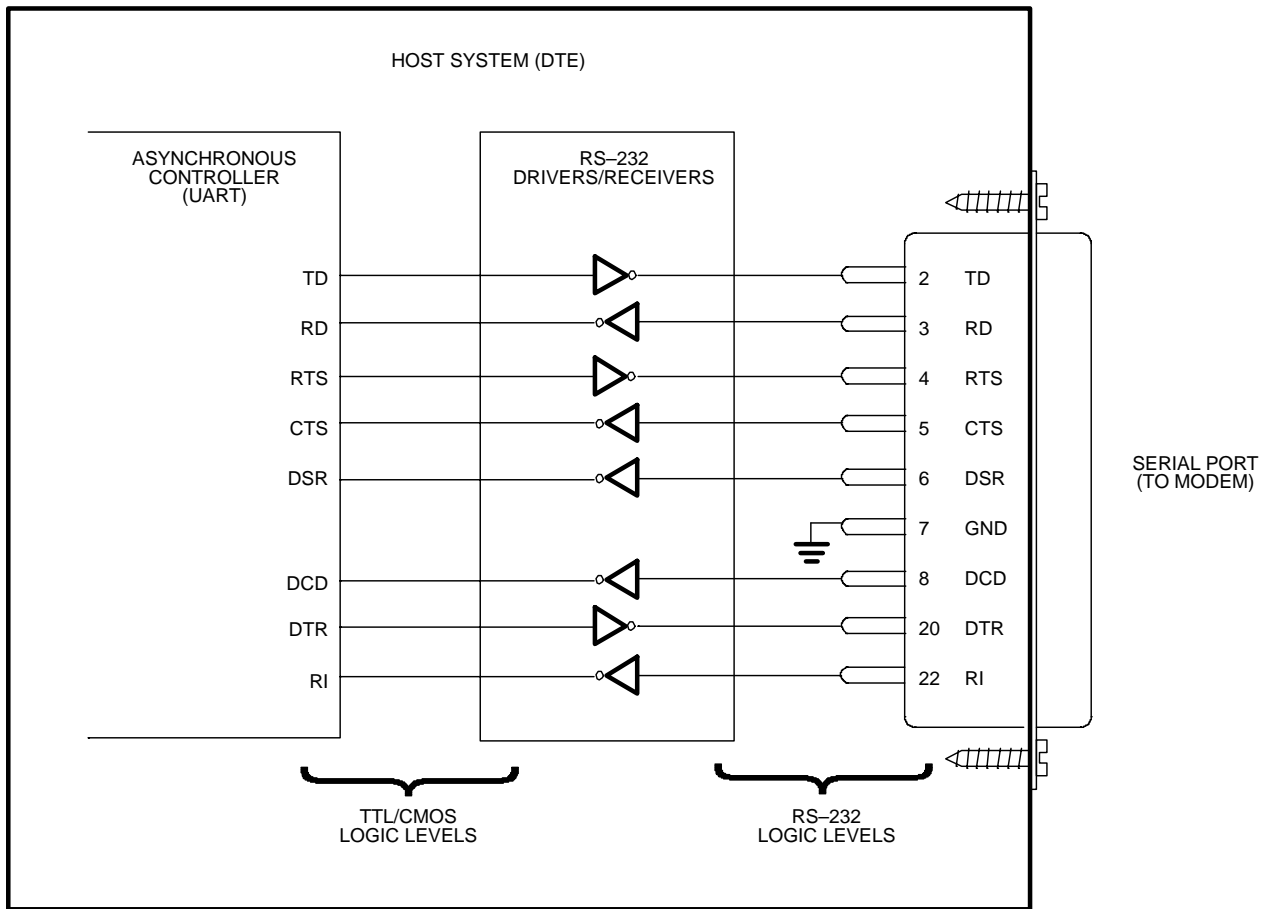 HOST SYSTEM (DTE)
ASYNCHRONOUS
CONTROLLER
(UART)
RS–232
DRIVERS/RECEIVERS
TD
2 TD
RD
3 RD
RTS
4 RTS
CTS
5 CTS
DSR
6 DSR
7 GND
DCD
8 DCD
DTR
20 DTR
RI
22 RI
SERIAL PORT
(TO MODEM)
TTL/CMOS
LOGIC LEVELS
RS–232
LOGIC LEVELS